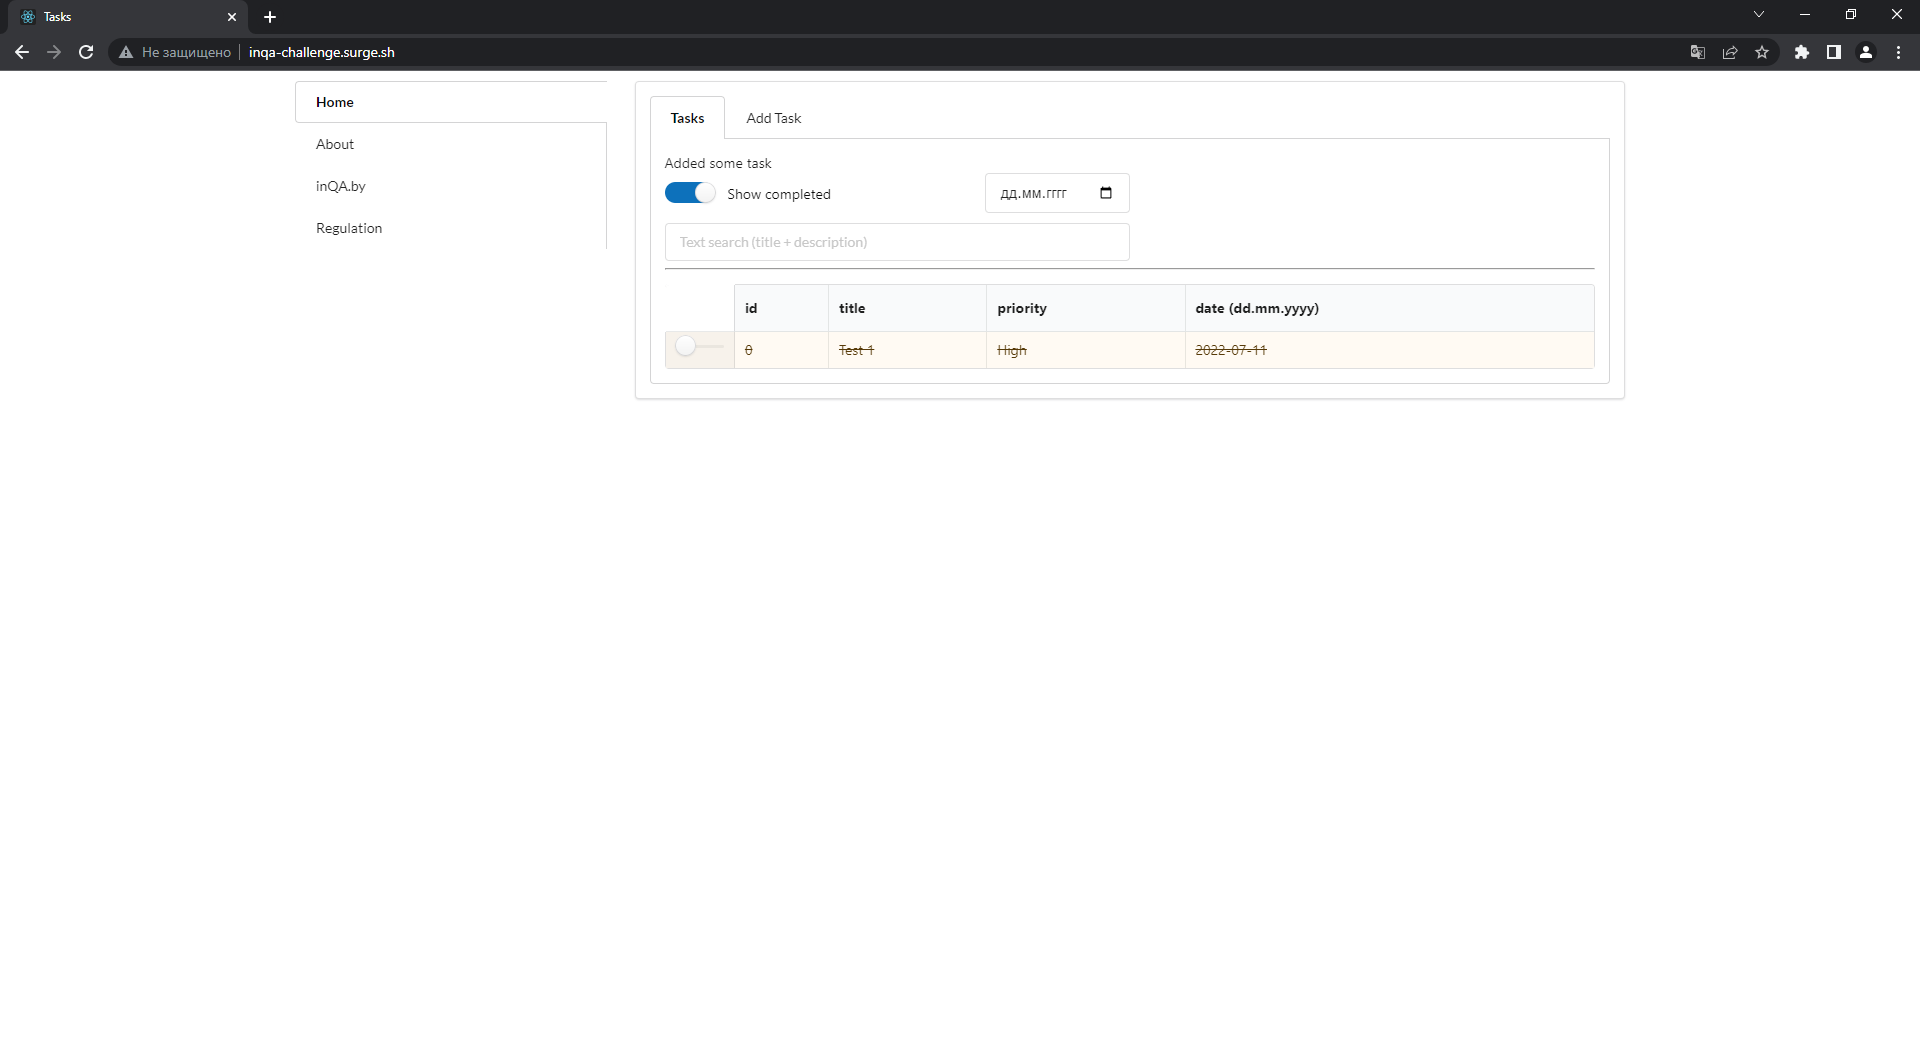 Tasks
Не защищено inqa-challenge.surge.sh
Home
About
inQA.by
Regulation
Tasks Add Task
Added some task
Show completed дд.мм.гггг
Text search (title + description)
id title priority date (dd.mm.yyyy)
0 Test 1 High 2022-07-11